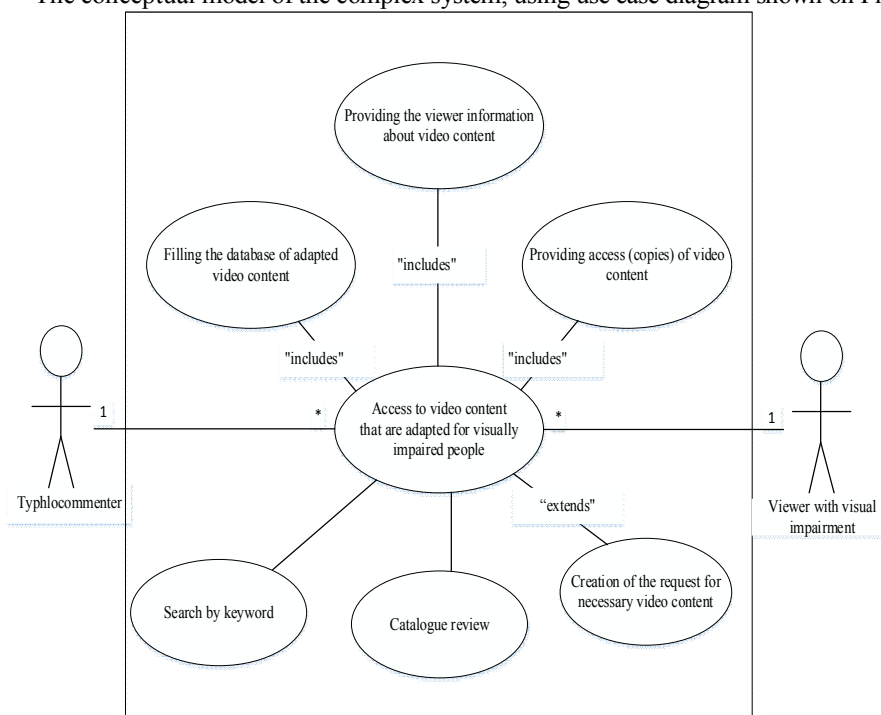 The conceptual model of the complex system, using use case diagram shown on
Providing the viewer information
about video content
Filling the database of adapted
video content
"includes"
Providing access (copies) of video
content
"includes"
"includes"
1
*
Access to video content
that are adapted for visually
impaired people
*
1
Typhlocommenter
“extends"
Viewer with visual
impairment
Search by keyword
Catalogue review
Creation of the request for
necessary video content